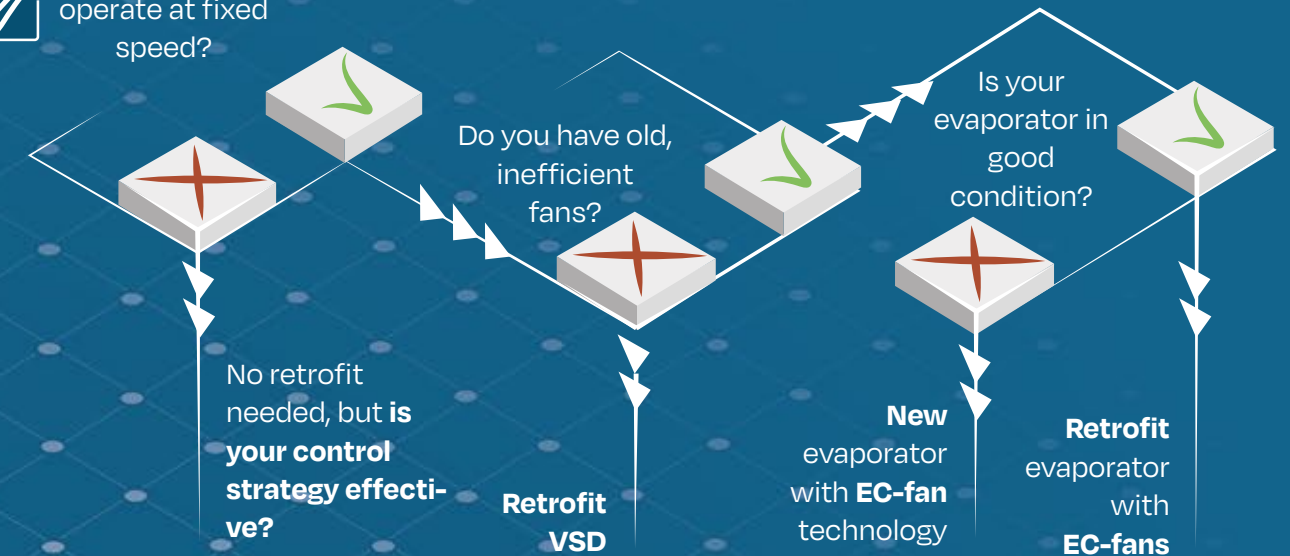 operate at fixed
speed?
Do you have old,
inefficient
fans?
Is your
evaporator in
good
condition?
No retrofit
needed, but is
your control
strategy effecti-
ve?
Retrofit
VSD
New
evaporator
with EC-fan
technology
Retrofit
evaporator
with
EC-fans